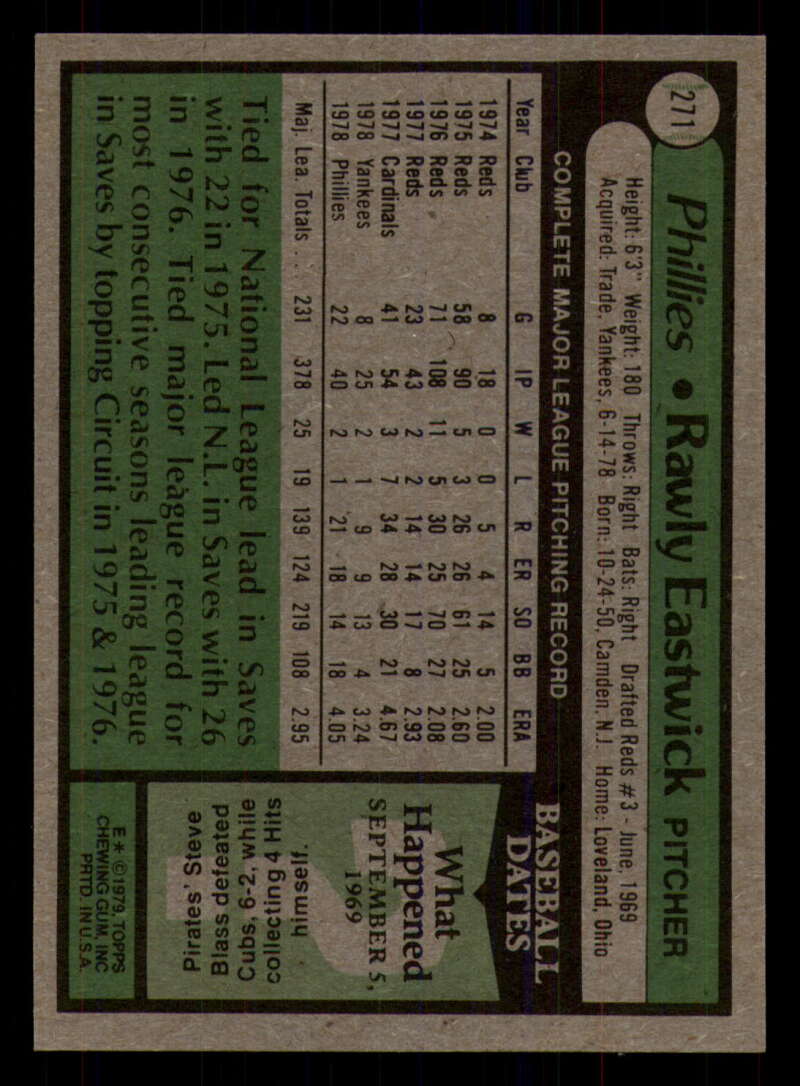 271
Phillies • Rawly Eastwick PITCHER
Height: 6'3" Weight: 180 Throws: Right Bats: Right Drafted Reds #3 - June, 1969
Acquired: Trade, Yankees, 6-14-78 Born: 10-24-50, Camden, N.J. Home: Loveland, Ohio
COMPLETE MAJOR LEAGUE PITCHING RECORD
Year Club G IP W L R ER SO BB ERA
1974 Reds 8 18 0 0 5 4 14 5 2.00
1975 Reds 58 90 5 3 26 26 61 25 2.60
1976 Reds 71 108 11 5 30 25 70 27 2.08
1977 Reds 23 43 2 2 14 14 17 8 2.93
1977 Cardinals 41 54 3 7 34 28 30 21 4.67
1978 Yankees 8 25 2 1 9 9 13 4 3.24
1978 Phillies 22 40 2 1 21 18 14 18 4.05
Maj. Lea. Totals . . . 231 378 25 19 139 124 219 108 2.95
Tied for National League lead in Saves
with 22 in 1975. Led N.L. in Saves with 26
in 1976. Tied major league record for
most consecutive seasons leading league
in Saves by topping Circuit in 1975 & 1976.
BASEBALL
DATES
What
Happened
SEPTEMBER 5,
1969
Pirates' Steve
Blass defeated
Cubs, 6-2, while
collecting 4 Hits
himself.
E * ©1979, TOPPS
CHEWING GUM, INC
PRTD. IN U.S.A.